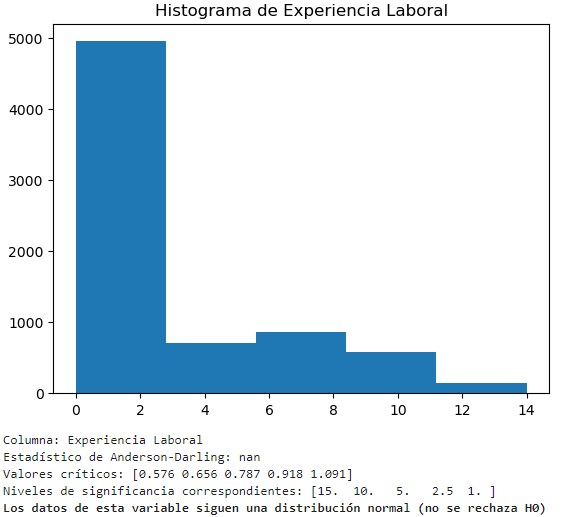 Histograma de Experiencia Laboral
5000
4000
3000
2000
1000
0
0 2 4 6 8 10 12 14
Columna: Experiencia Laboral
Estadístico de Anderson-Darling: nan
Valores críticos: [0.576 0.656 0.787 0.918 1.091]
Niveles de significancia correspondientes: [15.  10.   5.   2.5  1. ]
Los datos de esta variable siguen una distribución normal (no se rechaza H0)